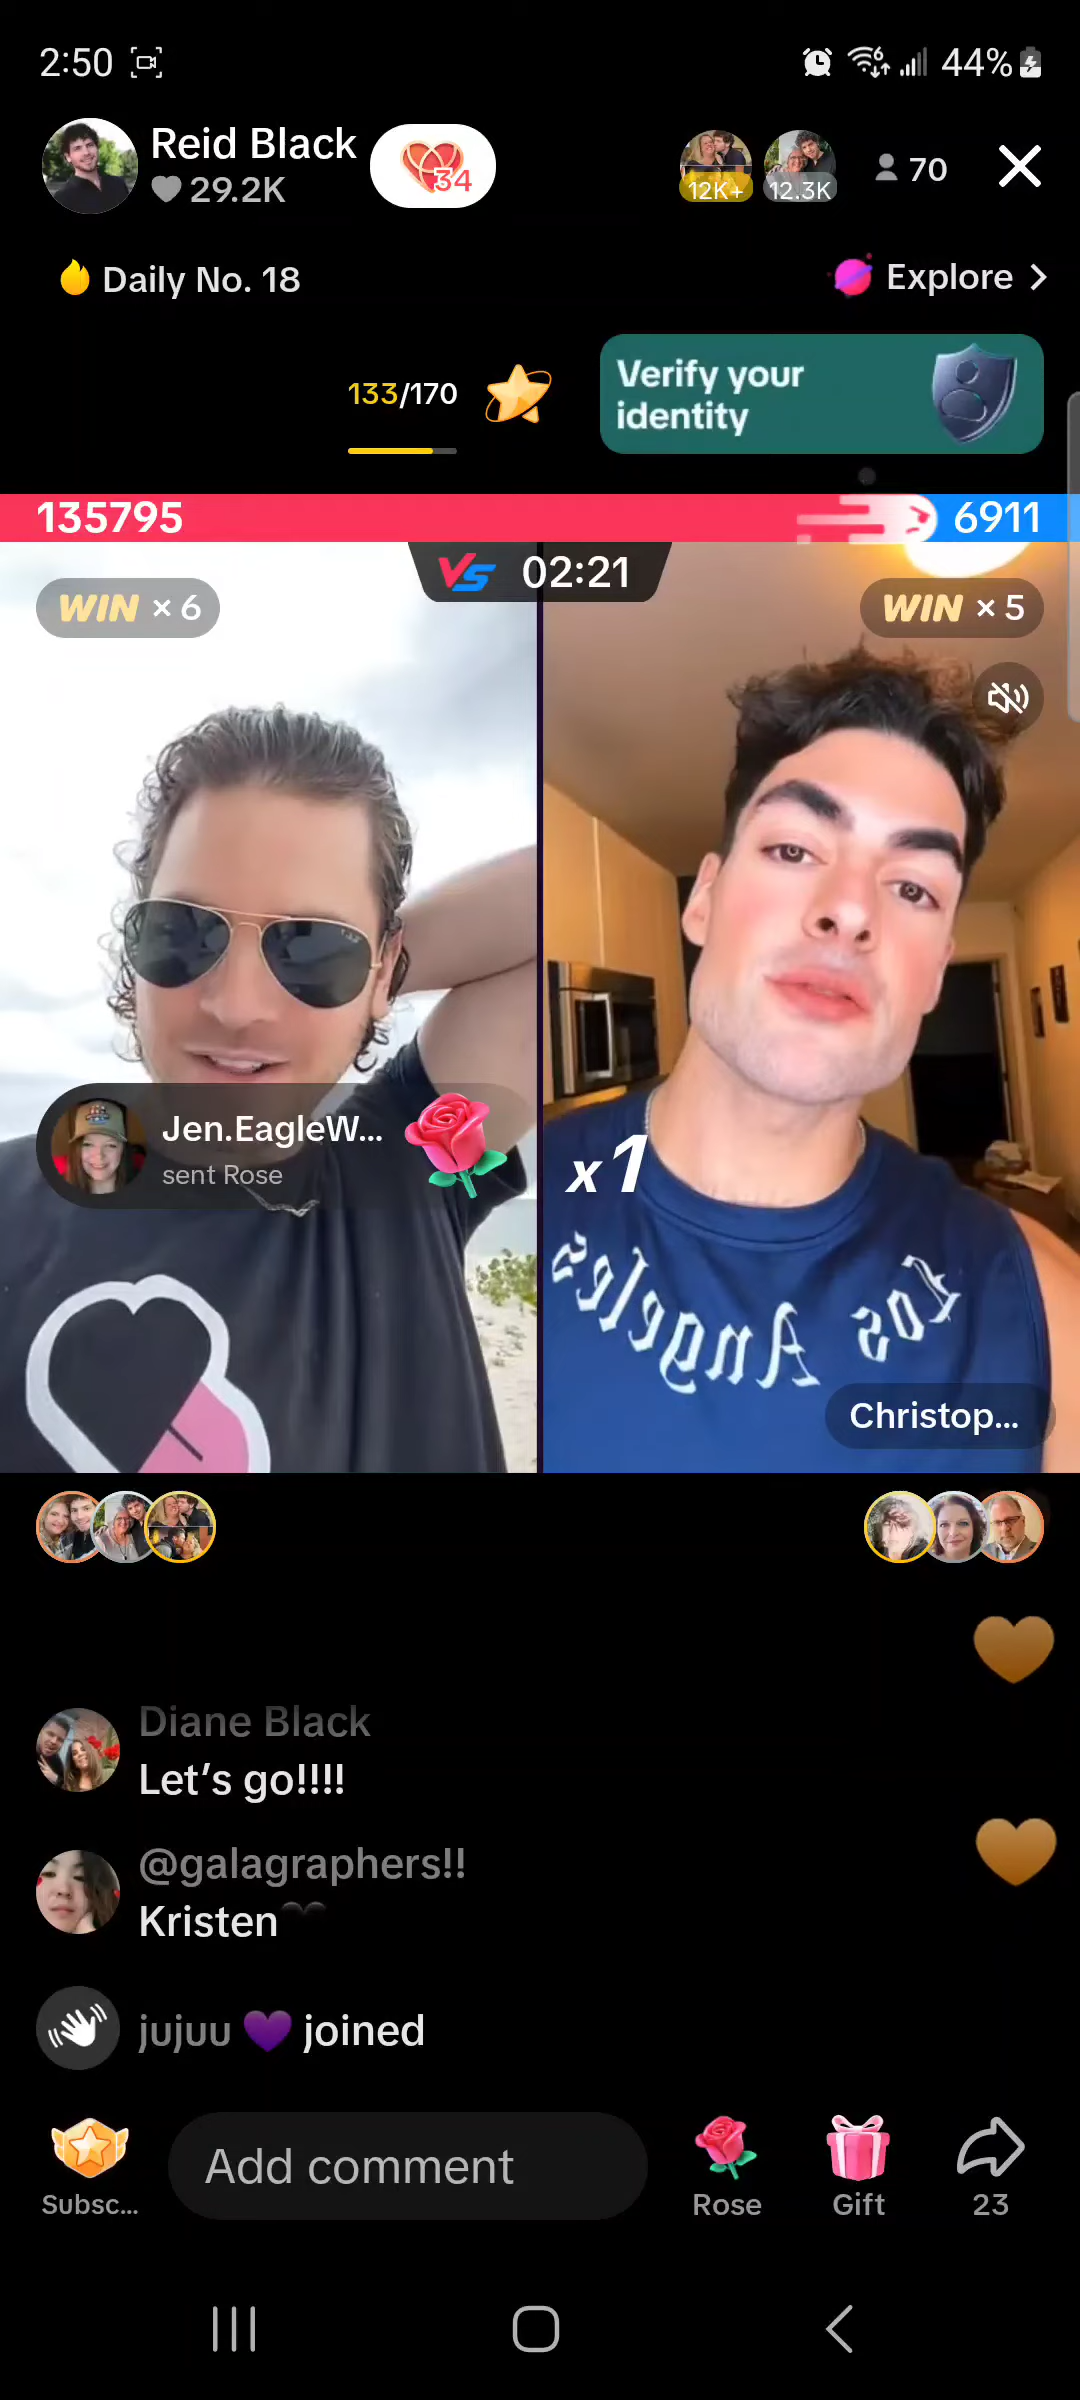 2:50
44%
Reid Black
29.2K
34
12K+
12.3K
70
Daily No. 18
Explore
133/170
Verify your
identity
135795
6911
VS 02:21
WIN × 6
WIN × 5
Jen.EagleW...
sent Rose
x1
Los Angeles
Christop...
Diane Black
Let's go!!!!
@galagraphers!!
Kristen
jujuu 💜 joined
Subsc...
Add comment
Rose
Gift
23